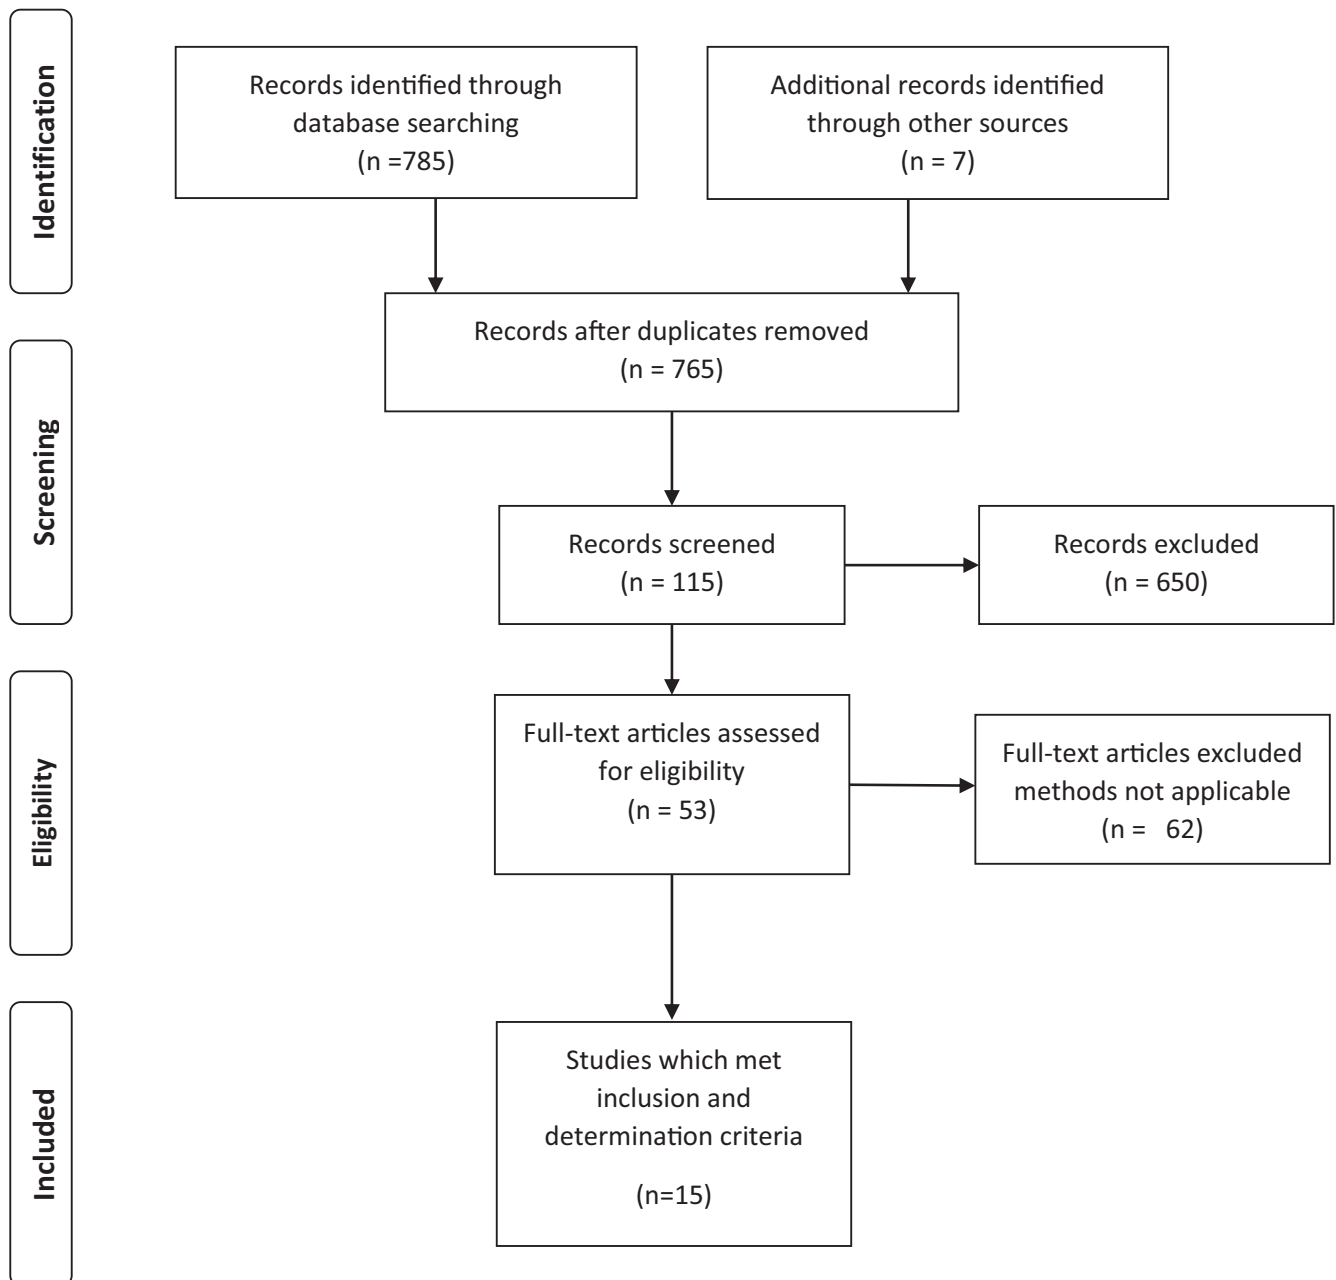 Identification
Records identified through
database searching
(n =785)
Additional records identified
through other sources
(n = 7)
Records after duplicates removed
(n = 765)
Screening
Records screened
(n = 115)
Records excluded
(n = 650)
Eligibility
Full-text articles assessed
for eligibility
(n = 53)
Full-text articles excluded
methods not applicable
(n =   62)
Included
Studies which met
inclusion and
determination criteria
(n=15)